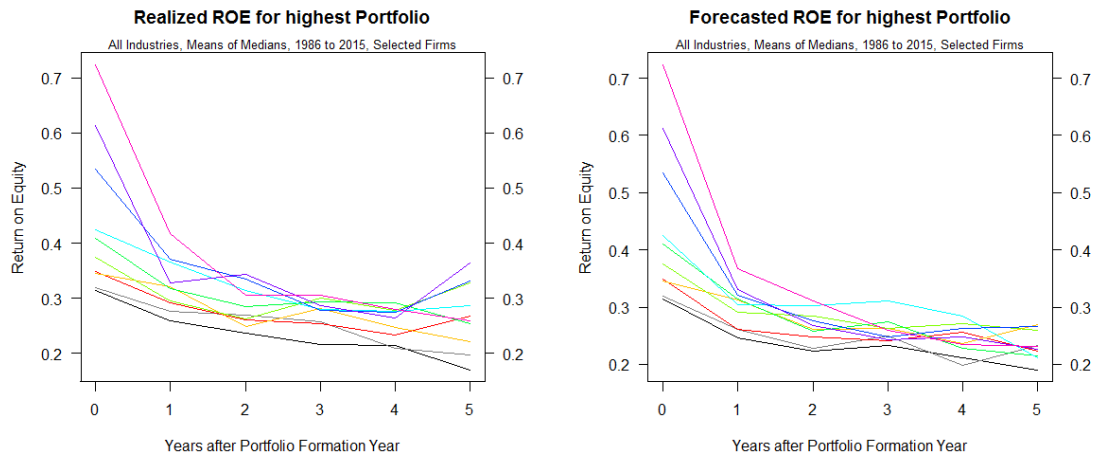 Realized ROE for highest Portfolio
All Industries, Means of Medians, 1986 to 2015, Selected Firms
Return on Equity
0.7
0.6
0.5
0.4
0.3
0.2
0.7
0.6
0.5
0.4
0.3
0.2
0 1 2 3 4 5
Years after Portfolio Formation Year
Forecasted ROE for highest Portfolio
All Industries, Means of Medians, 1986 to 2015, Selected Firms
Return on Equity
0.7
0.6
0.5
0.4
0.3
0.2
0.7
0.6
0.5
0.4
0.3
0.2
0 1 2 3 4 5
Years after Portfolio Formation Year